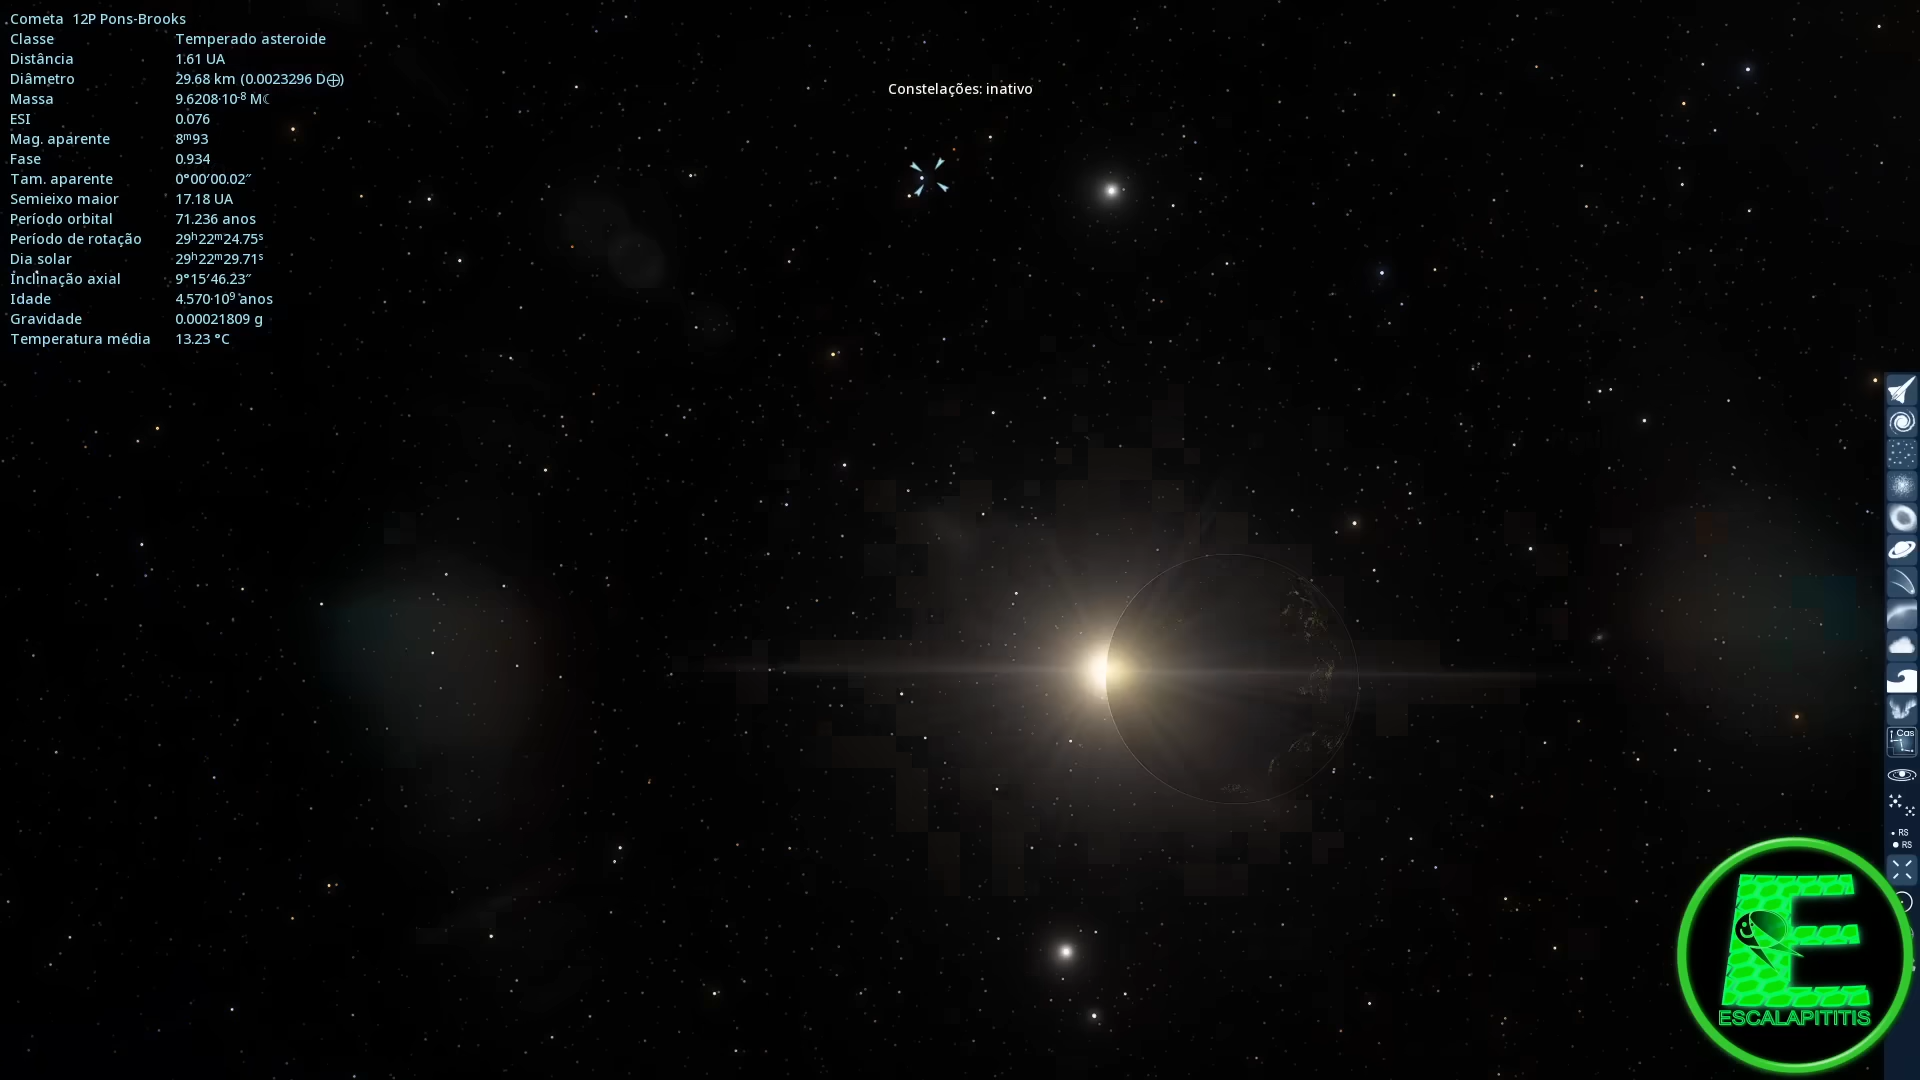 Cometa 12P Pons-Brooks
Classe Temperado asteroide
Distância 1.61 UA
Diâmetro 29.68 km (0.0023296 D⊕)
Massa 9.6208·10⁻⁸ M☾
ESI 0.076
Mag. aparente 8ᵐ93
Fase 0.934
Tam. aparente 0°00′00.02″
Semieixo maior 17.18 UA
Período orbital 71.236 anos
Período de rotação 29ʰ22ᵐ24.75ˢ
Dia solar 29ʰ22ᵐ29.71ˢ
Inclinação axial 9°15′46.23″
Idade 4.570·10⁹ anos
Gravidade 0.00021809 g
Temperatura média 13.23 °C
Constelações: inativo
Cas
RS
RS
E
ESCALAPITITIS